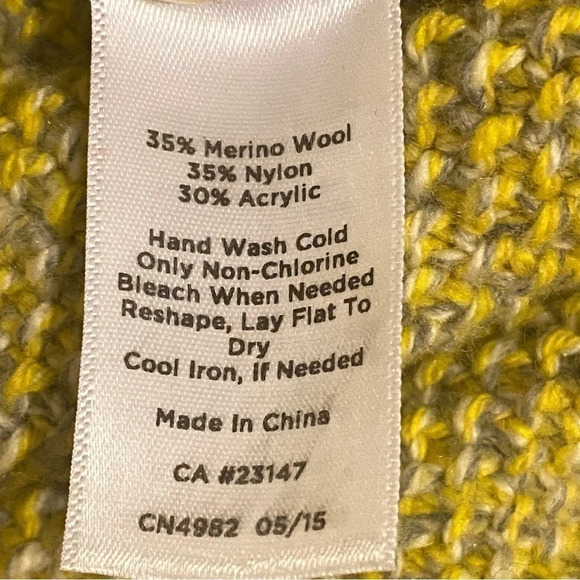 35% Merino Wool
35% Nylon
30% Acrylic
Hand Wash Cold
Only Non-Chlorine
Bleach When Needed
Reshape, Lay Flat To
Dry
Cool Iron, If Needed
Made In China
CA #23147
CN4982 05/15